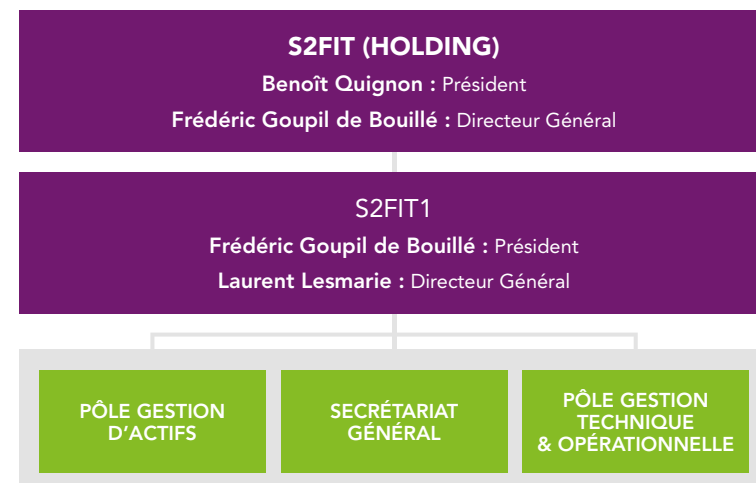 S2FIT (HOLDING)
Benoît Quignon : Président
Frédéric Goupil de Bouillé : Directeur Général
S2FIT1
Frédéric Goupil de Bouillé : Président
Laurent Lesmarie : Directeur Général
PÔLE GESTION
D'ACTIFS
SECRÉTARIAT
GÉNÉRAL
PÔLE GESTION
TECHNIQUE
& OPÉRATIONNELLE